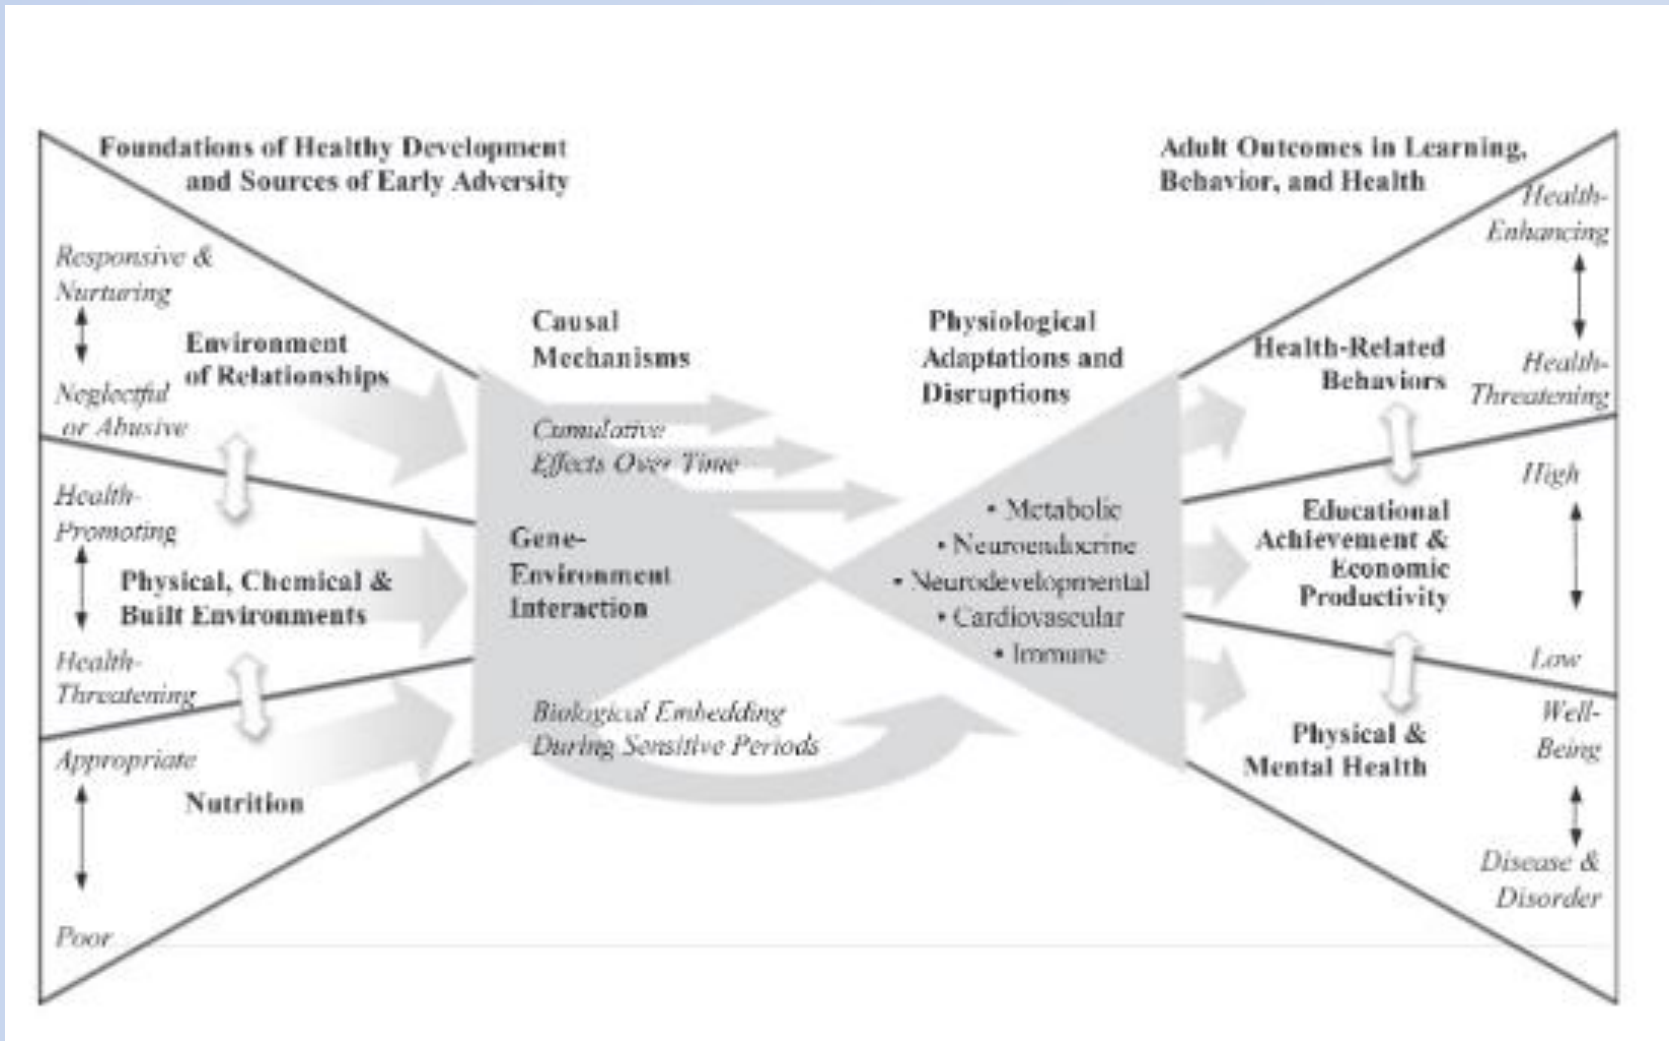 Foundations of Healthy Development
and Sources of Early Adversity
Responsive &
Nurturing
Neglectful
or Abusive
Environment
of Relationships
Health-
Promoting
Health-
Threatening
Physical, Chemical &
Built Environments
Appropriate
Poor
Nutrition
Causal
Mechanisms
Cumulative
Effects Over Time
Gene-
Environment
Interaction
Biological Embedding
During Sensitive Periods
Physiological
Adaptations and
Disruptions
• Metabolic
• Neuroendocrine
• Neurodevelopmental
• Cardiovascular
• Immune
Adult Outcomes in Learning,
Behavior, and Health
Health-Related
Behaviors
Health-
Enhancing
Health-
Threatening
Educational
Achievement &
Economic
Productivity
High
Low
Physical &
Mental Health
Well-
Being
Disease &
Disorder